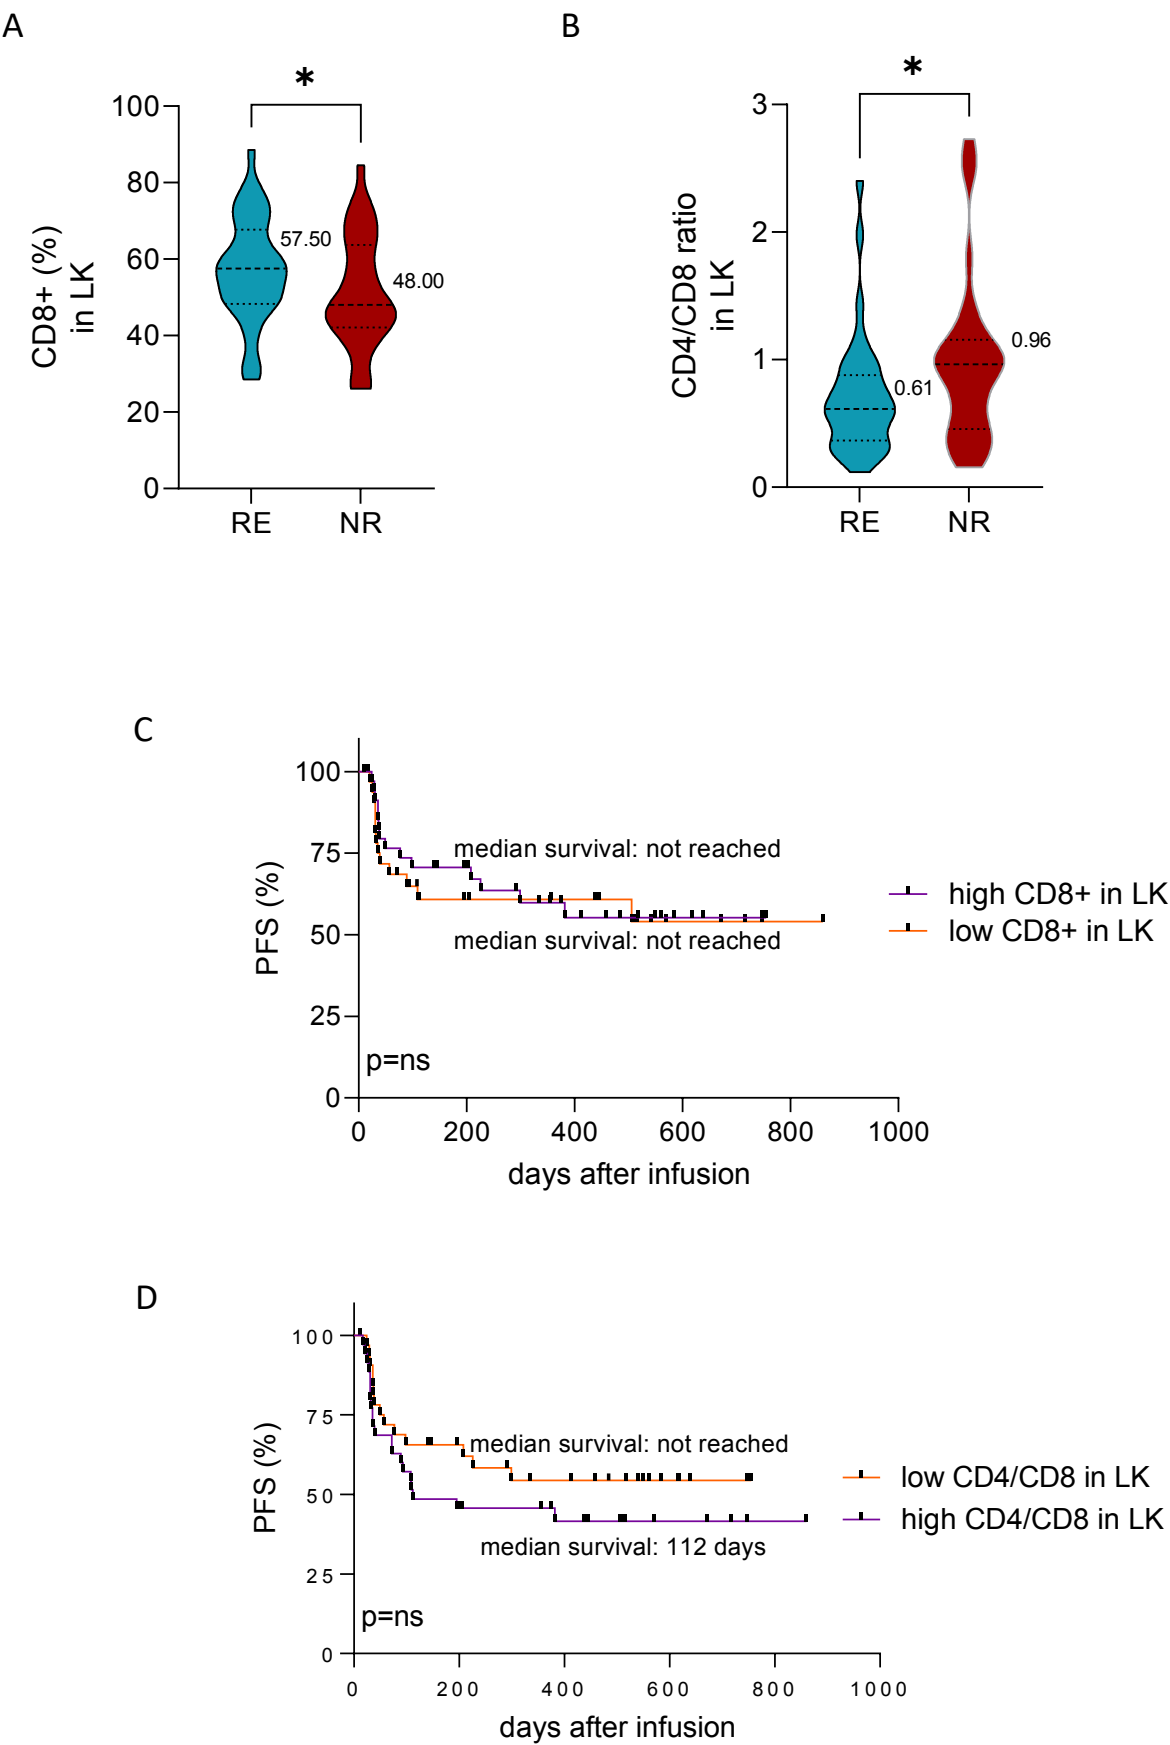 A
B
*
*
100
80
60
40
20
0
CD8+ (%)
in LK
57.50
48.00
RE
NR
3
2
1
0
CD4/CD8 ratio
in LK
0.61
0.96
RE
NR
C
100
75
50
25
0
PFS (%)
median survival: not reached
median survival: not reached
p=ns
0
200
400
600
800
1000
days after infusion
high CD8+ in LK
low CD8+ in LK
D
100
75
50
25
0
PFS (%)
median survival: not reached
median survival: 112 days
p=ns
0
200
400
600
800
1000
days after infusion
low CD4/CD8 in LK
high CD4/CD8 in LK